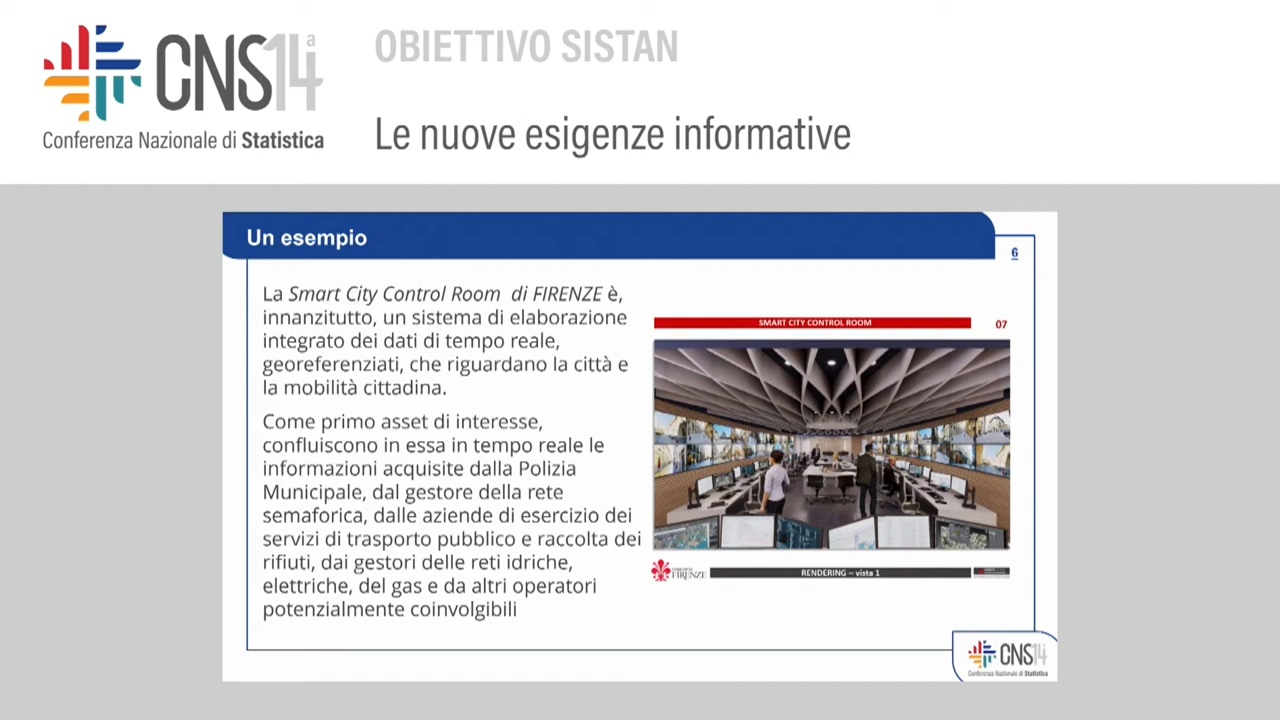 CNS14a
Conferenza Nazionale di Statistica
OBIETTIVO SISTAN
Le nuove esigenze informative
Un esempio
6
La Smart City Control Room di FIRENZE è,
innanzitutto, un sistema di elaborazione
integrato dei dati di tempo reale,
georeferenziati, che riguardano la città e
la mobilità cittadina.
Come primo asset di interesse,
confluiscono in essa in tempo reale le
informazioni acquisite dalla Polizia
Municipale, dal gestore della rete
semaforica, dalle aziende di esercizio dei
servizi di trasporto pubblico e raccolta dei
rifiuti, dai gestori delle reti idriche,
elettriche, del gas e da altri operatori
potenzialmente coinvolgibili
SMART CITY CONTROL ROOM
07
FIRENZE
RENDERING – vista 1
CNS14
Conferenza Nazionale di Statistica